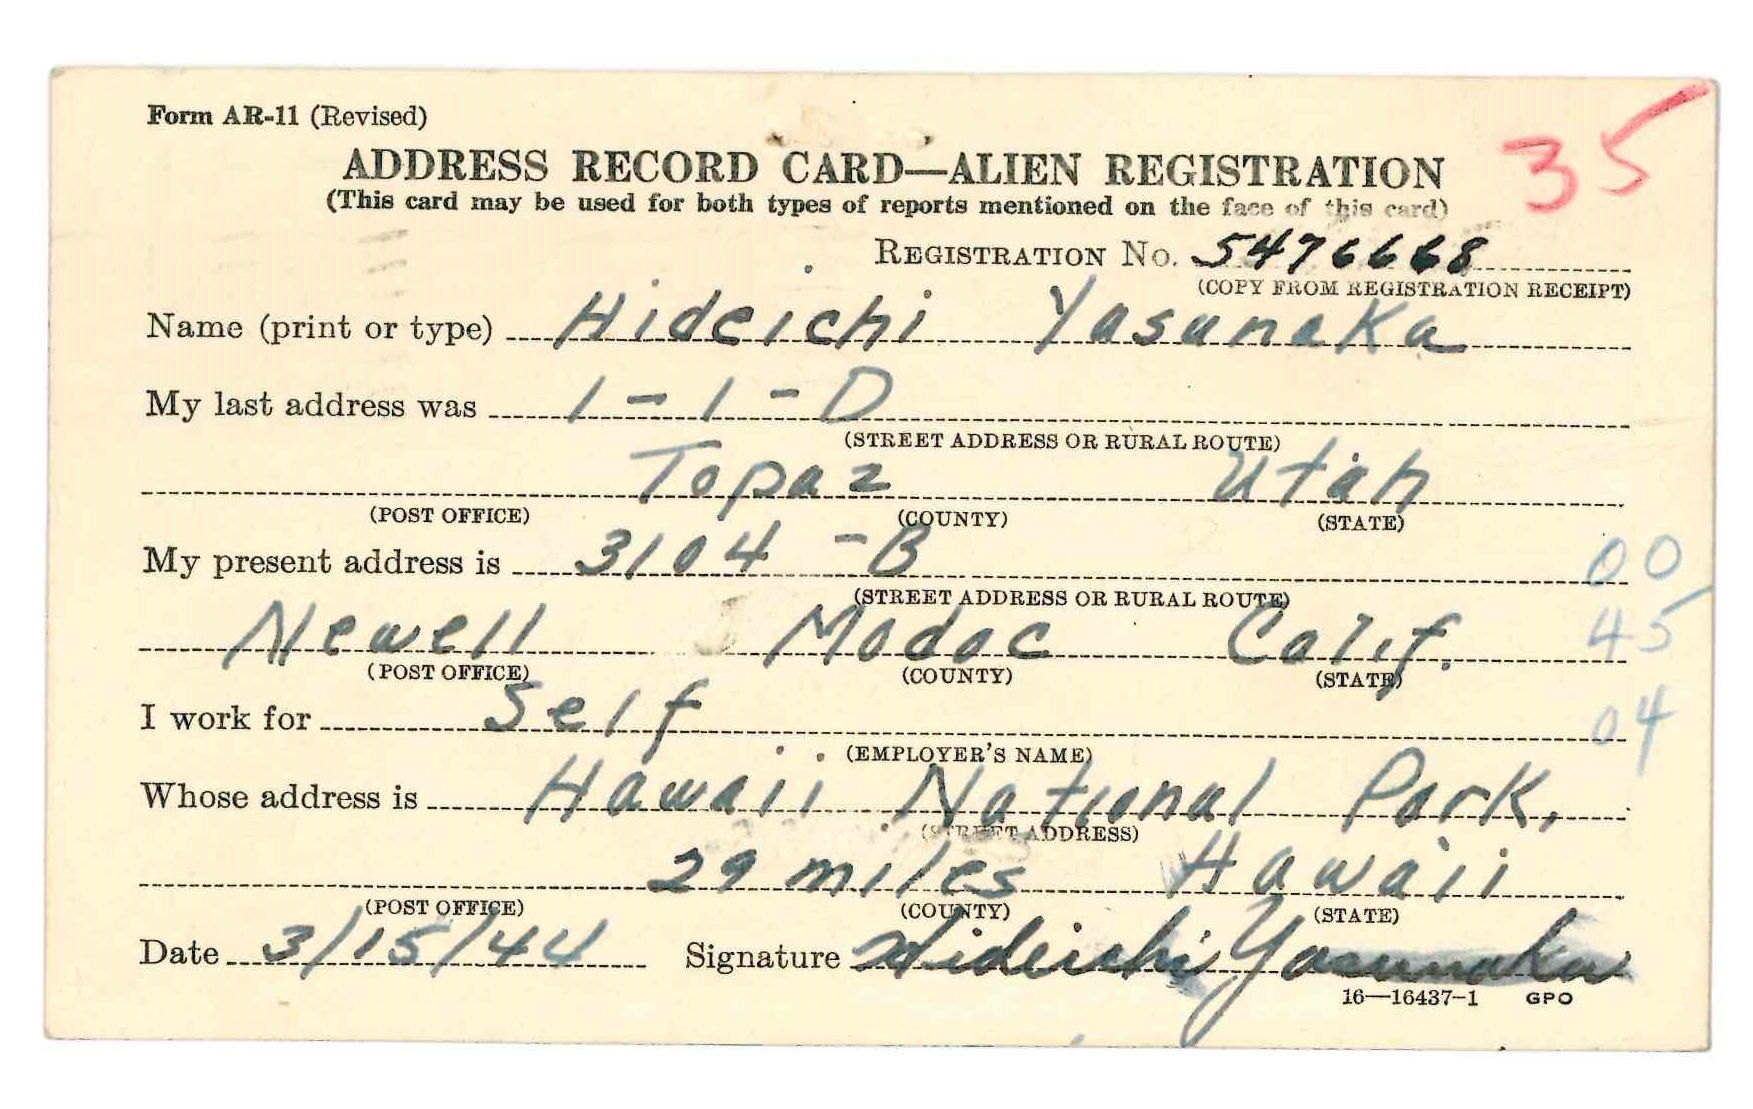 Form AR-11 (Revised)
35
ADDRESS RECORD CARD—ALIEN REGISTRATION
(This card may be used for both types of reports mentioned on the face of this card)
REGISTRATION No. 5476668
(COPY FROM REGISTRATION RECEIPT)
Name (print or type) Hideichi Yasunaka
My last address was 1-1-D
(STREET ADDRESS OR RURAL ROUTE)
Topaz Utah
(POST OFFICE) (COUNTY) (STATE)
My present address is 3104-B 00
(STREET ADDRESS OR RURAL ROUTE)
Newell Modoc Calif. 45
(POST OFFICE) (COUNTY) (STATE)
I work for Self 04
(EMPLOYER'S NAME)
Whose address is Hawaii National Park,
(STREET ADDRESS)
29 miles Hawaii
(POST OFFICE) (COUNTY) (STATE)
Date 3/15/44 Signature Hideichi Yasunaka
16—16437-1 GPO